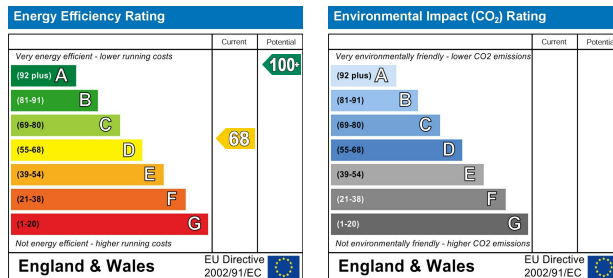 Energy Efficiency Rating
Current Potential
Very energy efficient - lower running costs
(92 plus) A
(81-91) B
(69-80) C
(55-68) D
(39-54) E
(21-38) F
(1-20) G
Not energy efficient - higher running costs
68
100+
England & Wales
EU Directive
2002/91/EC
Environmental Impact (CO₂) Rating
Current Potential
Very environmentally friendly - lower CO2 emissions
(92 plus) A
(81-91) B
(69-80) C
(55-68) D
(39-54) E
(21-38) F
(1-20) G
Not environmentally friendly - higher CO2 emissions
England & Wales
EU Directive
2002/91/EC